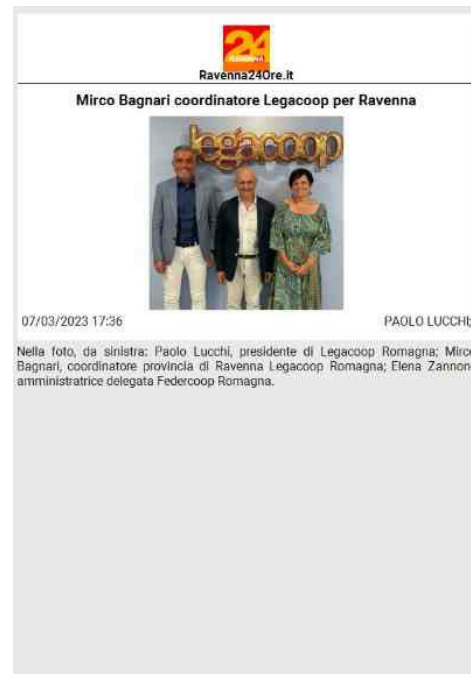 24
RAVENNA
Ravenna24Ore.it
Mirco Bagnari coordinatore Legacoop per Ravenna
legacoop
07/03/2023 17:36
PAOLO LUCCHI;
Nella foto, da sinistra: Paolo Lucchi, presidente di Legacoop Romagna; Mirco
Bagnari, coordinatore provincia di Ravenna Legacoop Romagna; Elena Zannon
amministratrice delegata Federcoop Romagna.